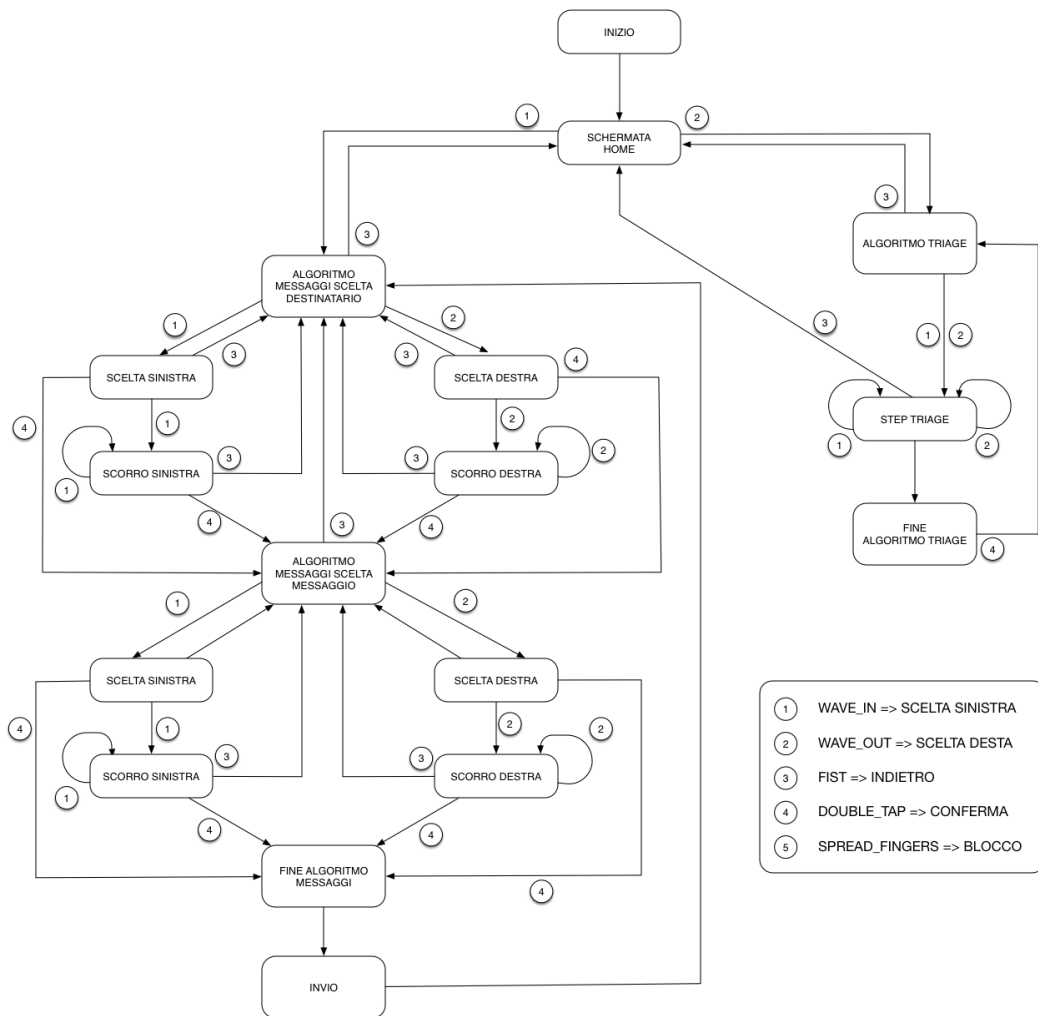 INIZIO
1
2
SCHERMATA
HOME
3
3
ALGORITMO TRIAGE
ALGORITMO
MESSAGGI SCELTA
DESTINATARIO
1
2
3
3
4
3
1
2
SCELTA SINISTRA
SCELTA DESTRA
4
1
2
STEP TRIAGE
1
2
3
3
2
SCORRO SINISTRA
SCORRO DESTRA
1
4
4
3
FINE
ALGORITMO TRIAGE
4
ALGORITMO
MESSAGGI SCELTA
MESSAGGIO
1
2
SCELTA SINISTRA
SCELTA DESTRA
4
1
2
2
3
3
SCORRO SINISTRA
SCORRO DESTRA
1
4
4
FINE ALGORITMO
MESSAGGI
4
INVIO
1 WAVE_IN => SCELTA SINISTRA
2 WAVE_OUT => SCELTA DESTA
3 FIST => INDIETRO
4 DOUBLE_TAP => CONFERMA
5 SPREAD_FINGERS => BLOCCO